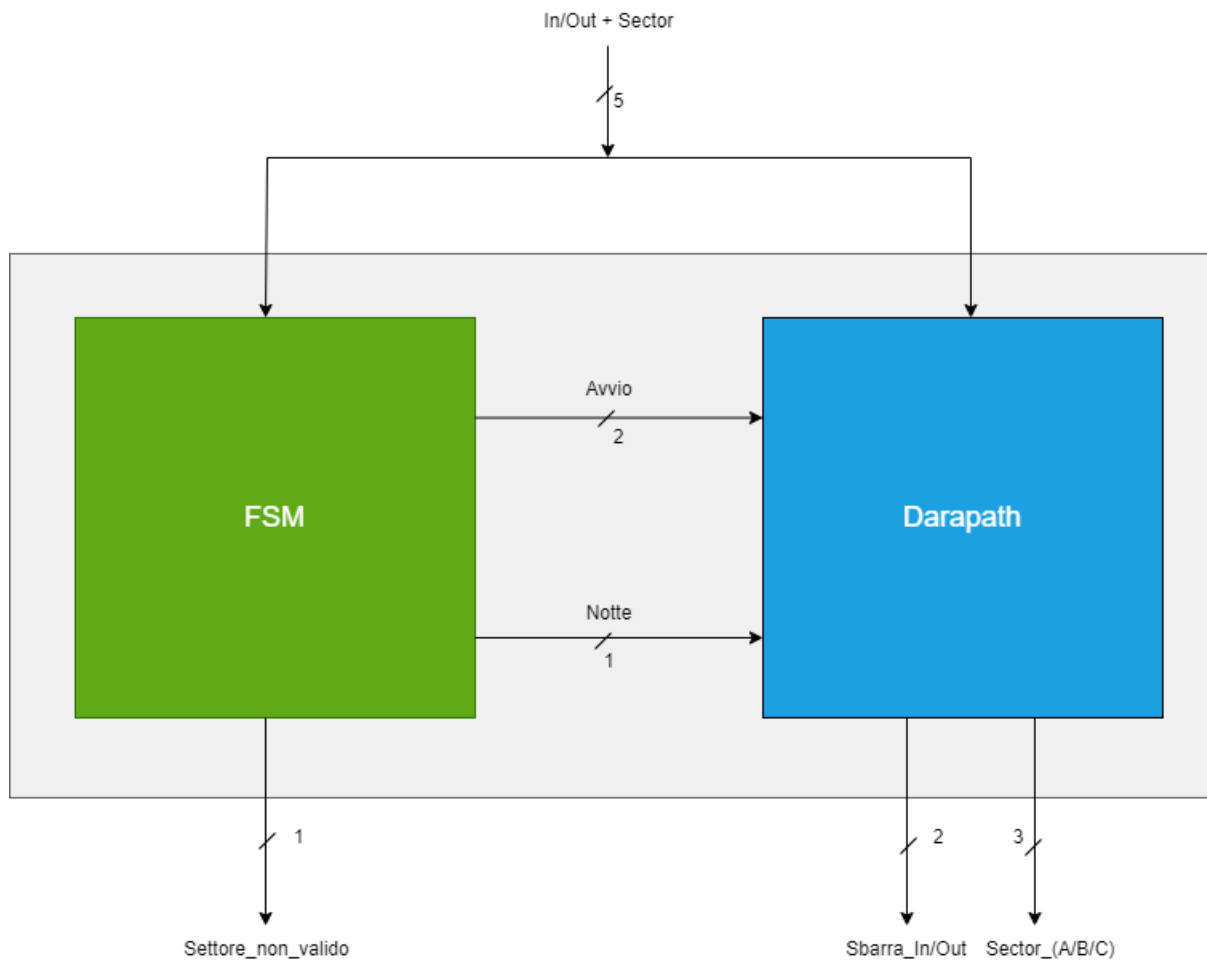 In/Out + Sector
5
Avvio
2
FSM
Darapath
Notte
1
1
2
3
Settore_non_valido
Sbarra_In/Out
Sector_(A/B/C)